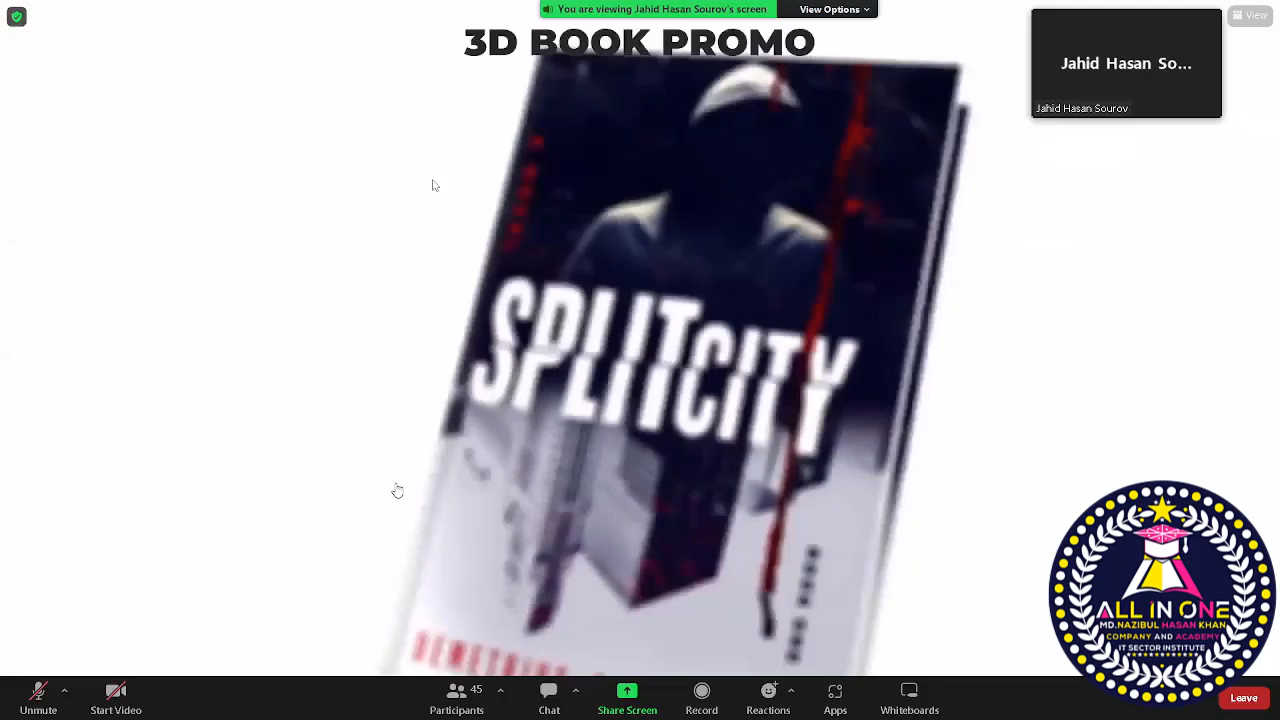 You are viewing Jahid Hasan Sourov's screen
View Options
View
3D BOOK PROMO
Jahid Hasan So...
Jahid Hasan Sourov
SPLITCITY
ALL IN ONE
MD.NAZIBUL HASAN KHAN
COMPANY AND ACADEMY
IT SECTOR INSTITUTE
45
Unmute
Start Video
Participants
Chat
Share Screen
Record
Reactions
Apps
Whiteboards
Leave